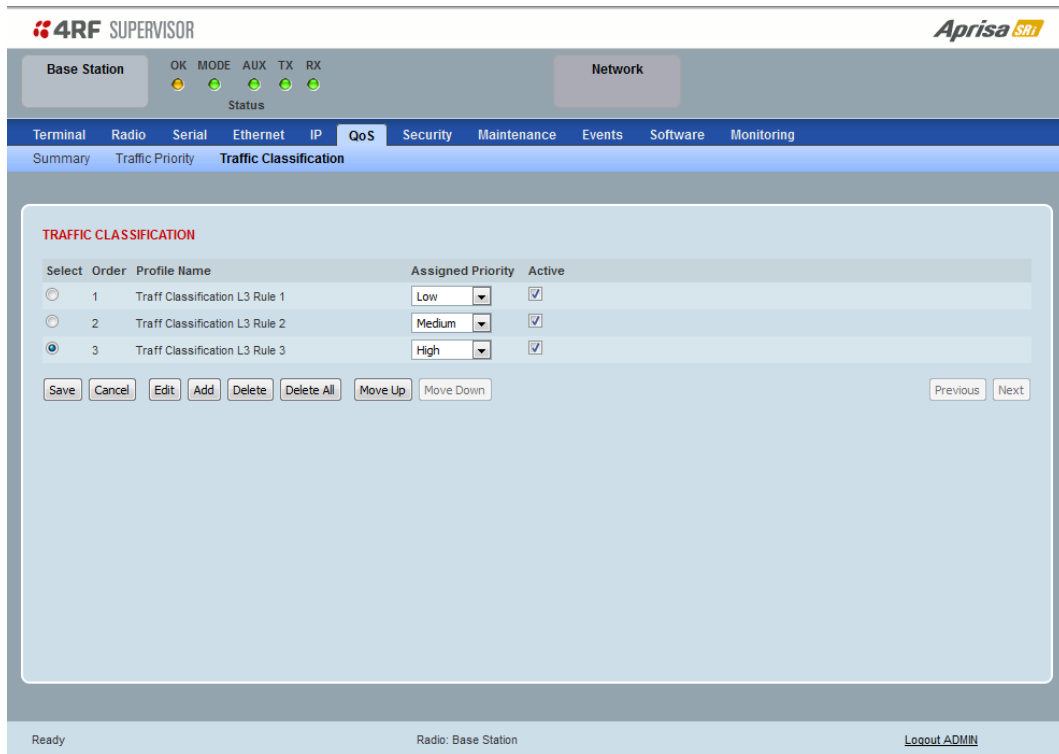 4RF SUPERVISOR
Aprisa SRi
Base Station
OK MODE AUX TX RX
Status
Network
Terminal Radio Serial Ethernet IP QoS Security Maintenance Events Software Monitoring
Summary Traffic Priority Traffic Classification
TRAFFIC CLASSIFICATION
Select Order Profile Name Assigned Priority Active
1 Traff Classification L3 Rule 1 Low
2 Traff Classification L3 Rule 2 Medium
3 Traff Classification L3 Rule 3 High
Save Cancel Edit Add Delete Delete All Move Up Move Down Previous Next
Ready Radio: Base Station Logout ADMIN